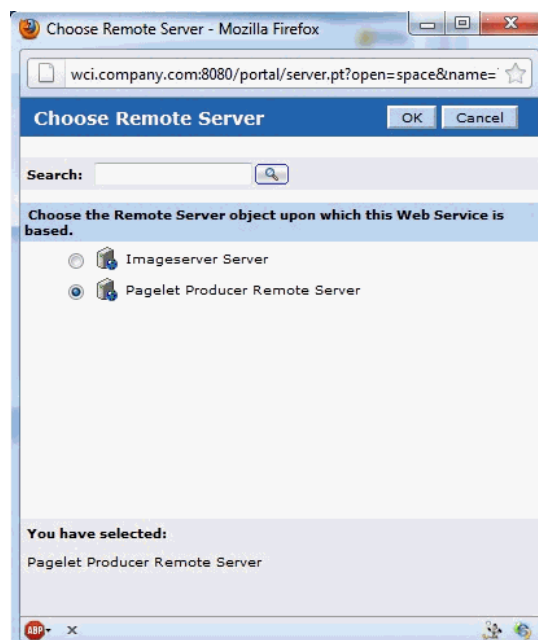 Choose Remote Server - Mozilla Firefox
wci.company.com:8080/portal/server.pt?open=space&name=
Choose Remote Server
OK
Cancel
Search:
Choose the Remote Server object upon which this Web Service is
based.
Imageserver Server
Pagelet Producer Remote Server
You have selected:
Pagelet Producer Remote Server
ABP
x